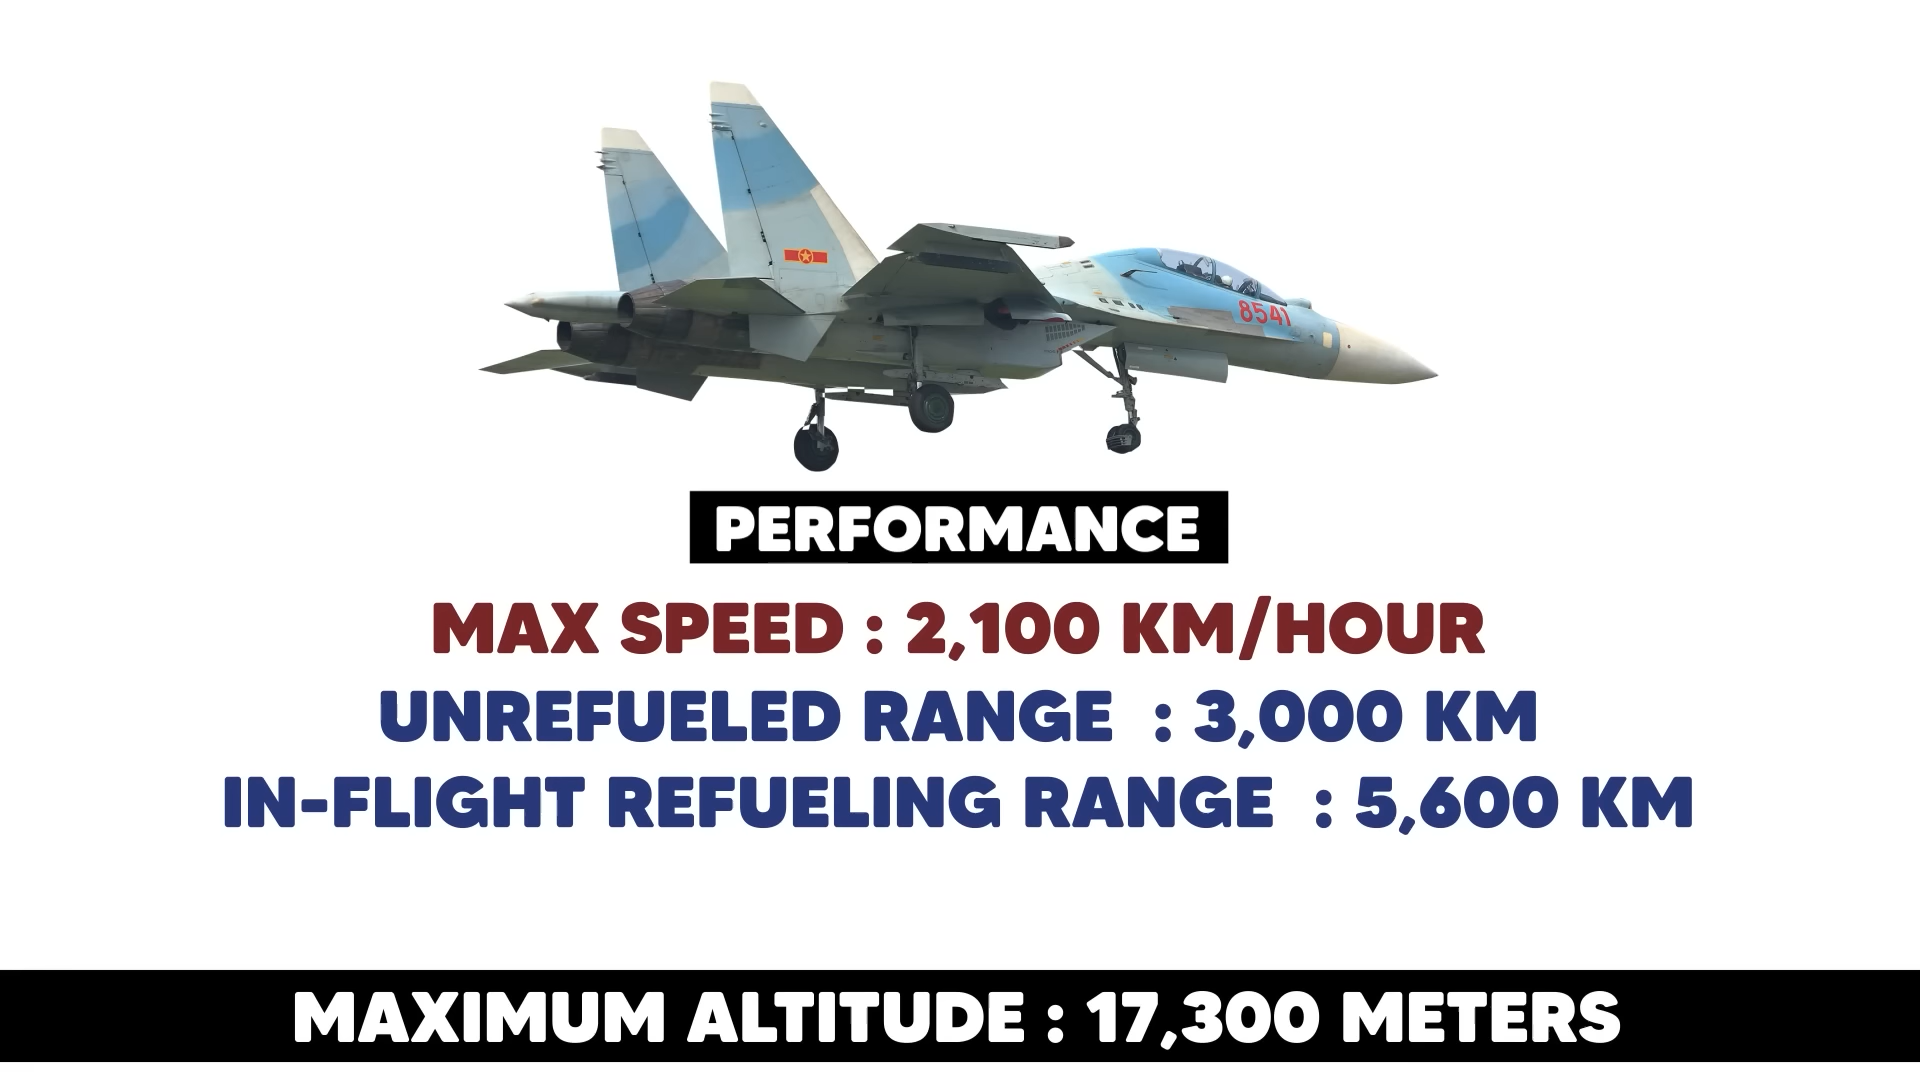 8541
PERFORMANCE
MAX SPEED : 2,100 KM/HOUR
UNREFUELED RANGE : 3,000 KM
IN-FLIGHT REFUELING RANGE : 5,600 KM
MAXIMUM ALTITUDE : 17,300 METERS